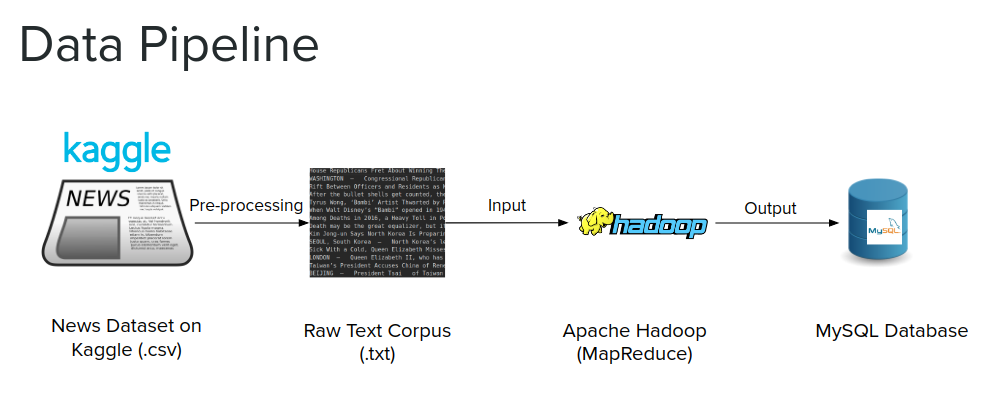 Data Pipeline
kaggle
NEWS
Pre-processing
House Republicans Fret About Winning The
WASHINGTON — Congressional Republican
Rift Between Officers and Residents as K
After the bullet shells get counted, the
Tyrus Wong, 'Bambi' Artist Thwarted by R
When Walt Disney's "Bambi" opened in 194
Among Deaths in 2016, a Heavy Toll in Po
Death may be the great equalizer, but it
Kim Jong-un Says North Korea Is Preparin
SEOUL, South Korea — North Korea's le
Sick With a Cold, Queen Elizabeth Misses
LONDON — Queen Elizabeth II, who has
Taiwan's President Accuses China of Rene
BEIJING — President Tsai of Taiwan
Input
hadoop
Output
MySQL
News Dataset on
Kaggle (.csv)
Raw Text Corpus
(.txt)
Apache Hadoop
(MapReduce)
MySQL Database